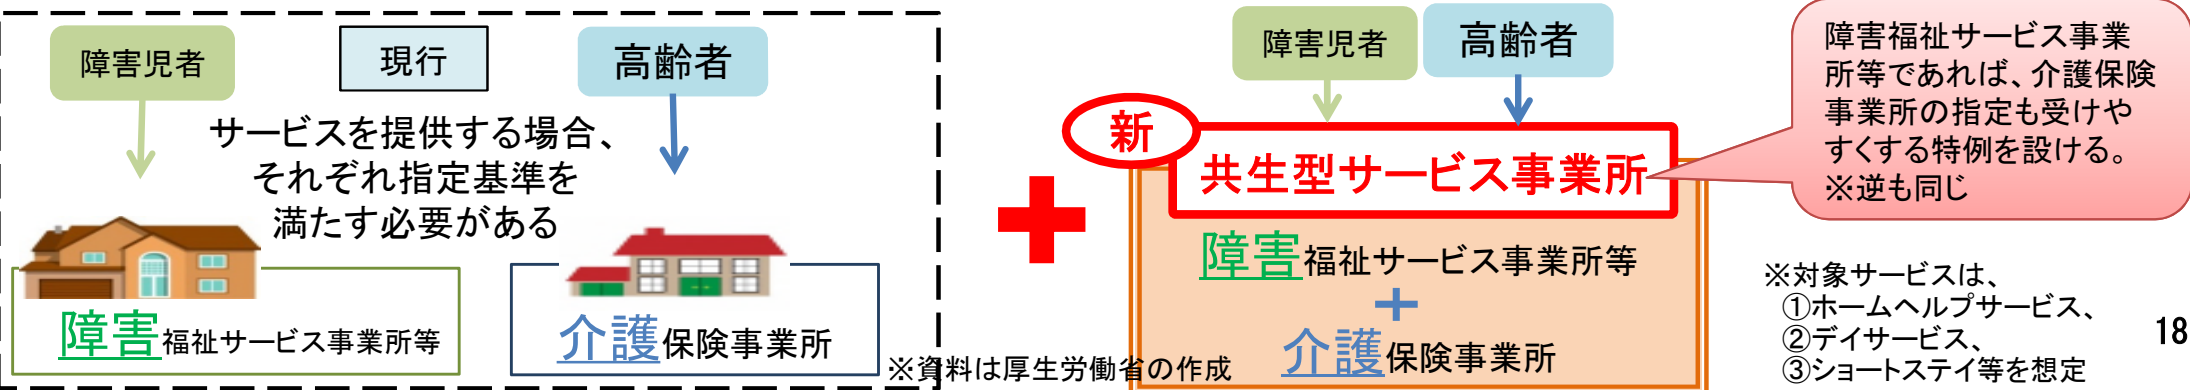 障害児者
現行
高齢者
サービスを提供する場合、
それぞれ指定基準を
満たす必要がある
障害福祉サービス事業所等
介護保険事業所
※資料は厚生労働省の作成
障害児者
高齢者
新
共生型サービス事業所
障害福祉サービス事業所等
+
介護保険事業所
障害福祉サービス事業
所等であれば、介護保険
事業所の指定も受けや
すくする特例を設ける。
※逆も同じ
※対象サービスは、
①ホームヘルプサービス、
②デイサービス、
③ショートステイ等を想定
18